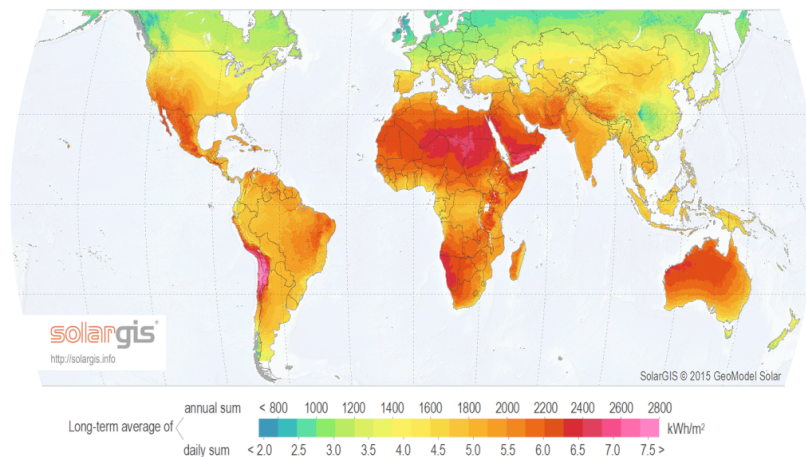 solargis
http://solargis.info
SolarGIS © 2015 GeoModel Solar
annual sum < 800 1000 1200 1400 1600 1800 2000 2200 2400 2600 2800 kWh/m²
Long-term average of
daily sum < 2.0 2.5 3.0 3.5 4.0 4.5 5.0 5.5 6.0 6.5 7.0 7.5 >